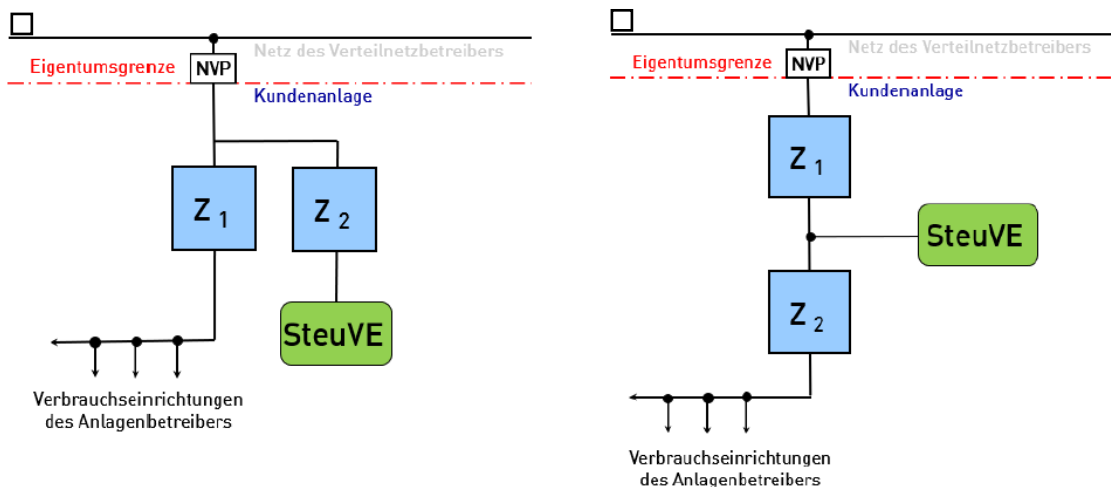 Netz des Verteilnetzbetreibers
Eigentumsgrenze
NVP
Kundenanlage
Z 1
Z 2
SteuVE
Verbrauchseinrichtungen
des Anlagenbetreibers
Netz des Verteilnetzbetreibers
Eigentumsgrenze
NVP
Kundenanlage
Z 1
SteuVE
Z 2
Verbrauchseinrichtungen
des Anlagenbetreibers